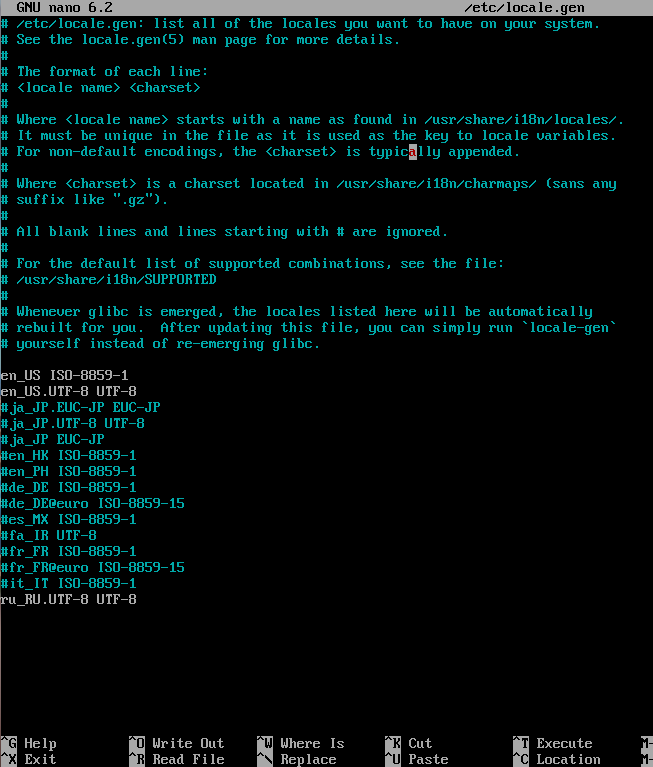 GNU nano 6.2 /etc/locale.gen
# /etc/locale.gen: list all of the locales you want to have on your system.
# See the locale.gen(5) man page for more details.
#
# The format of each line:
# <locale name> <charset>
#
# Where <locale name> starts with a name as found in /usr/share/i18n/locales/.
# It must be unique in the file as it is used as the key to locale variables.
# For non-default encodings, the <charset> is typically appended.
#
# Where <charset> is a charset located in /usr/share/i18n/charmaps/ (sans any
# suffix like ".gz").
#
# All blank lines and lines starting with # are ignored.
#
# For the default list of supported combinations, see the file:
# /usr/share/i18n/SUPPORTED
#
# Whenever glibc is emerged, the locales listed here will be automatically
# rebuilt for you.  After updating this file, you can simply run `locale-gen`
# yourself instead of re-emerging glibc.
en_US ISO-8859-1
en_US.UTF-8 UTF-8
#ja_JP.EUC-JP EUC-JP
#ja_JP.UTF-8 UTF-8
#ja_JP EUC-JP
#en_HK ISO-8859-1
#en_PH ISO-8859-1
#de_DE ISO-8859-1
#de_DE@euro ISO-8859-15
#es_MX ISO-8859-1
#fa_IR UTF-8
#fr_FR ISO-8859-1
#fr_FR@euro ISO-8859-15
#it_IT ISO-8859-1
ru_RU.UTF-8 UTF-8
^G Help ^O Write Out ^W Where Is ^K Cut ^T Execute M-
^X Exit ^R Read File ^\ Replace ^U Paste ^C Location M-